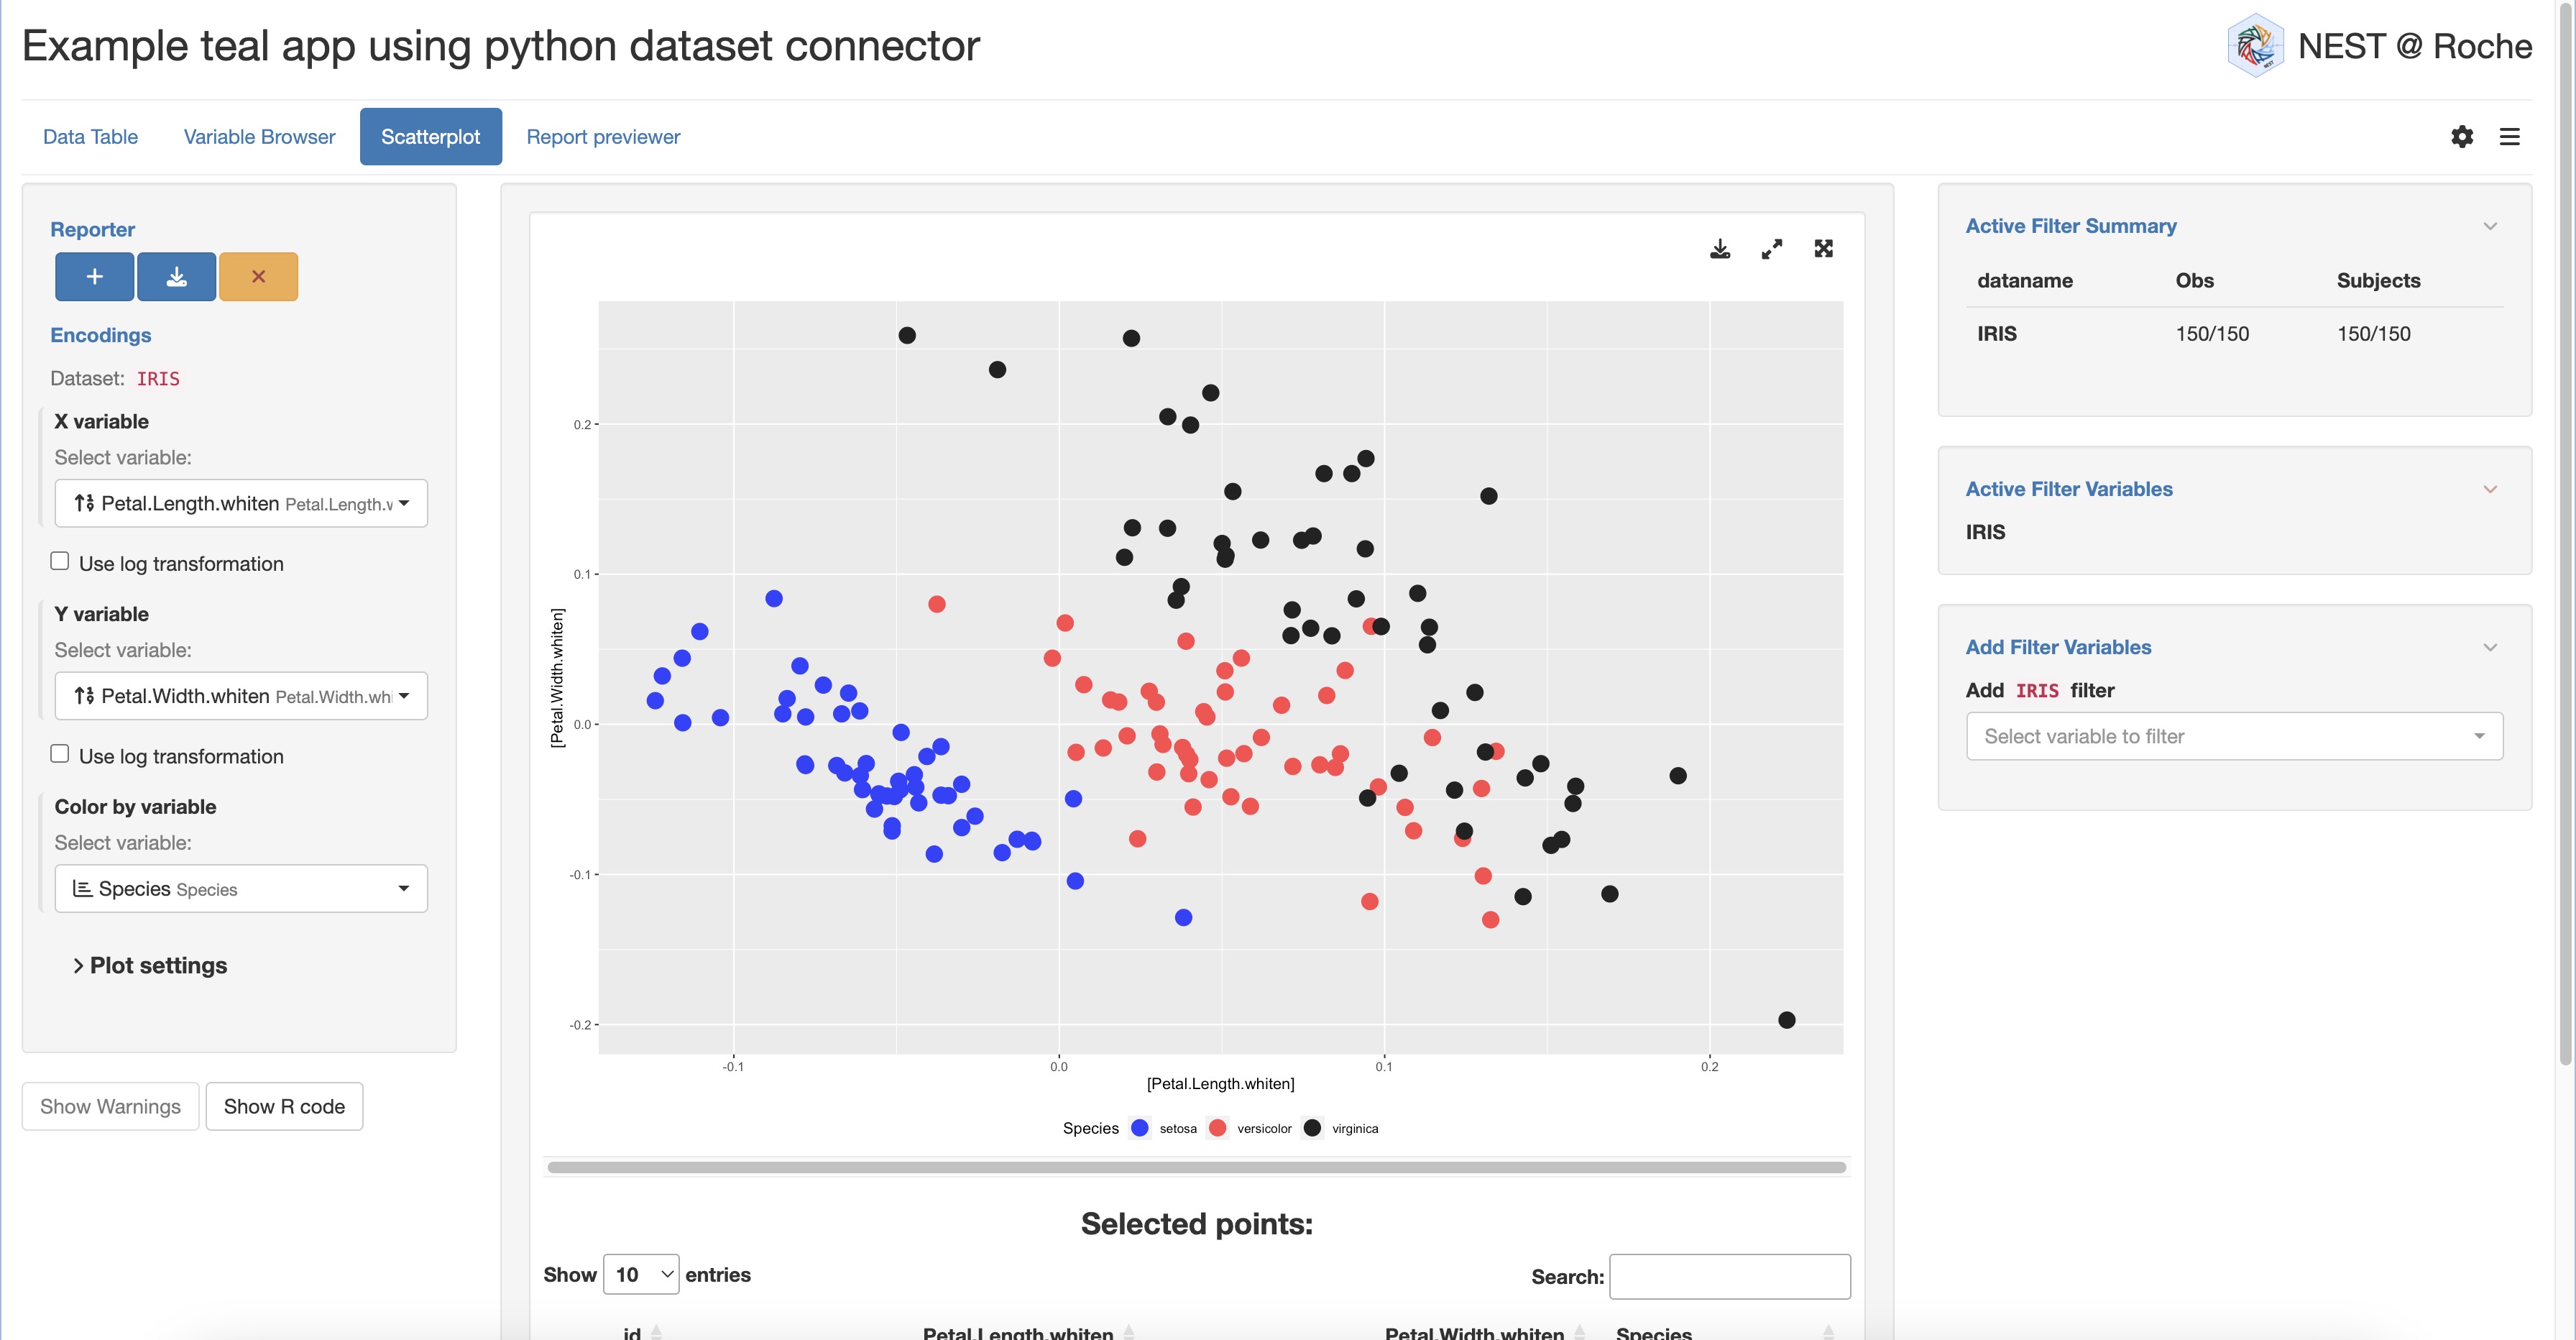 Example teal app using python dataset connector
NEST @ Roche
Data Table
Variable Browser
Scatterplot
Report previewer
Reporter
Encodings
Dataset: IRIS
X variable
Select variable:
Petal.Length.whiten Petal.Length.w
Use log transformation
Y variable
Select variable:
Petal.Width.whiten Petal.Width.whi
Use log transformation
Color by variable
Select variable:
Species Species
Plot settings
Show Warnings
Show R code
[Petal.Width.whiten]
0.2
0.1
0.0
-0.1
-0.2
-0.1
0.0
0.1
0.2
[Petal.Length.whiten]
Species setosa versicolor virginica
Selected points:
Show 10 entries
Search:
id Petal.Length.whiten Petal.Width.whiten Species
Active Filter Summary
dataname Obs Subjects
IRIS 150/150 150/150
Active Filter Variables
IRIS
Add Filter Variables
Add IRIS filter
Select variable to filter